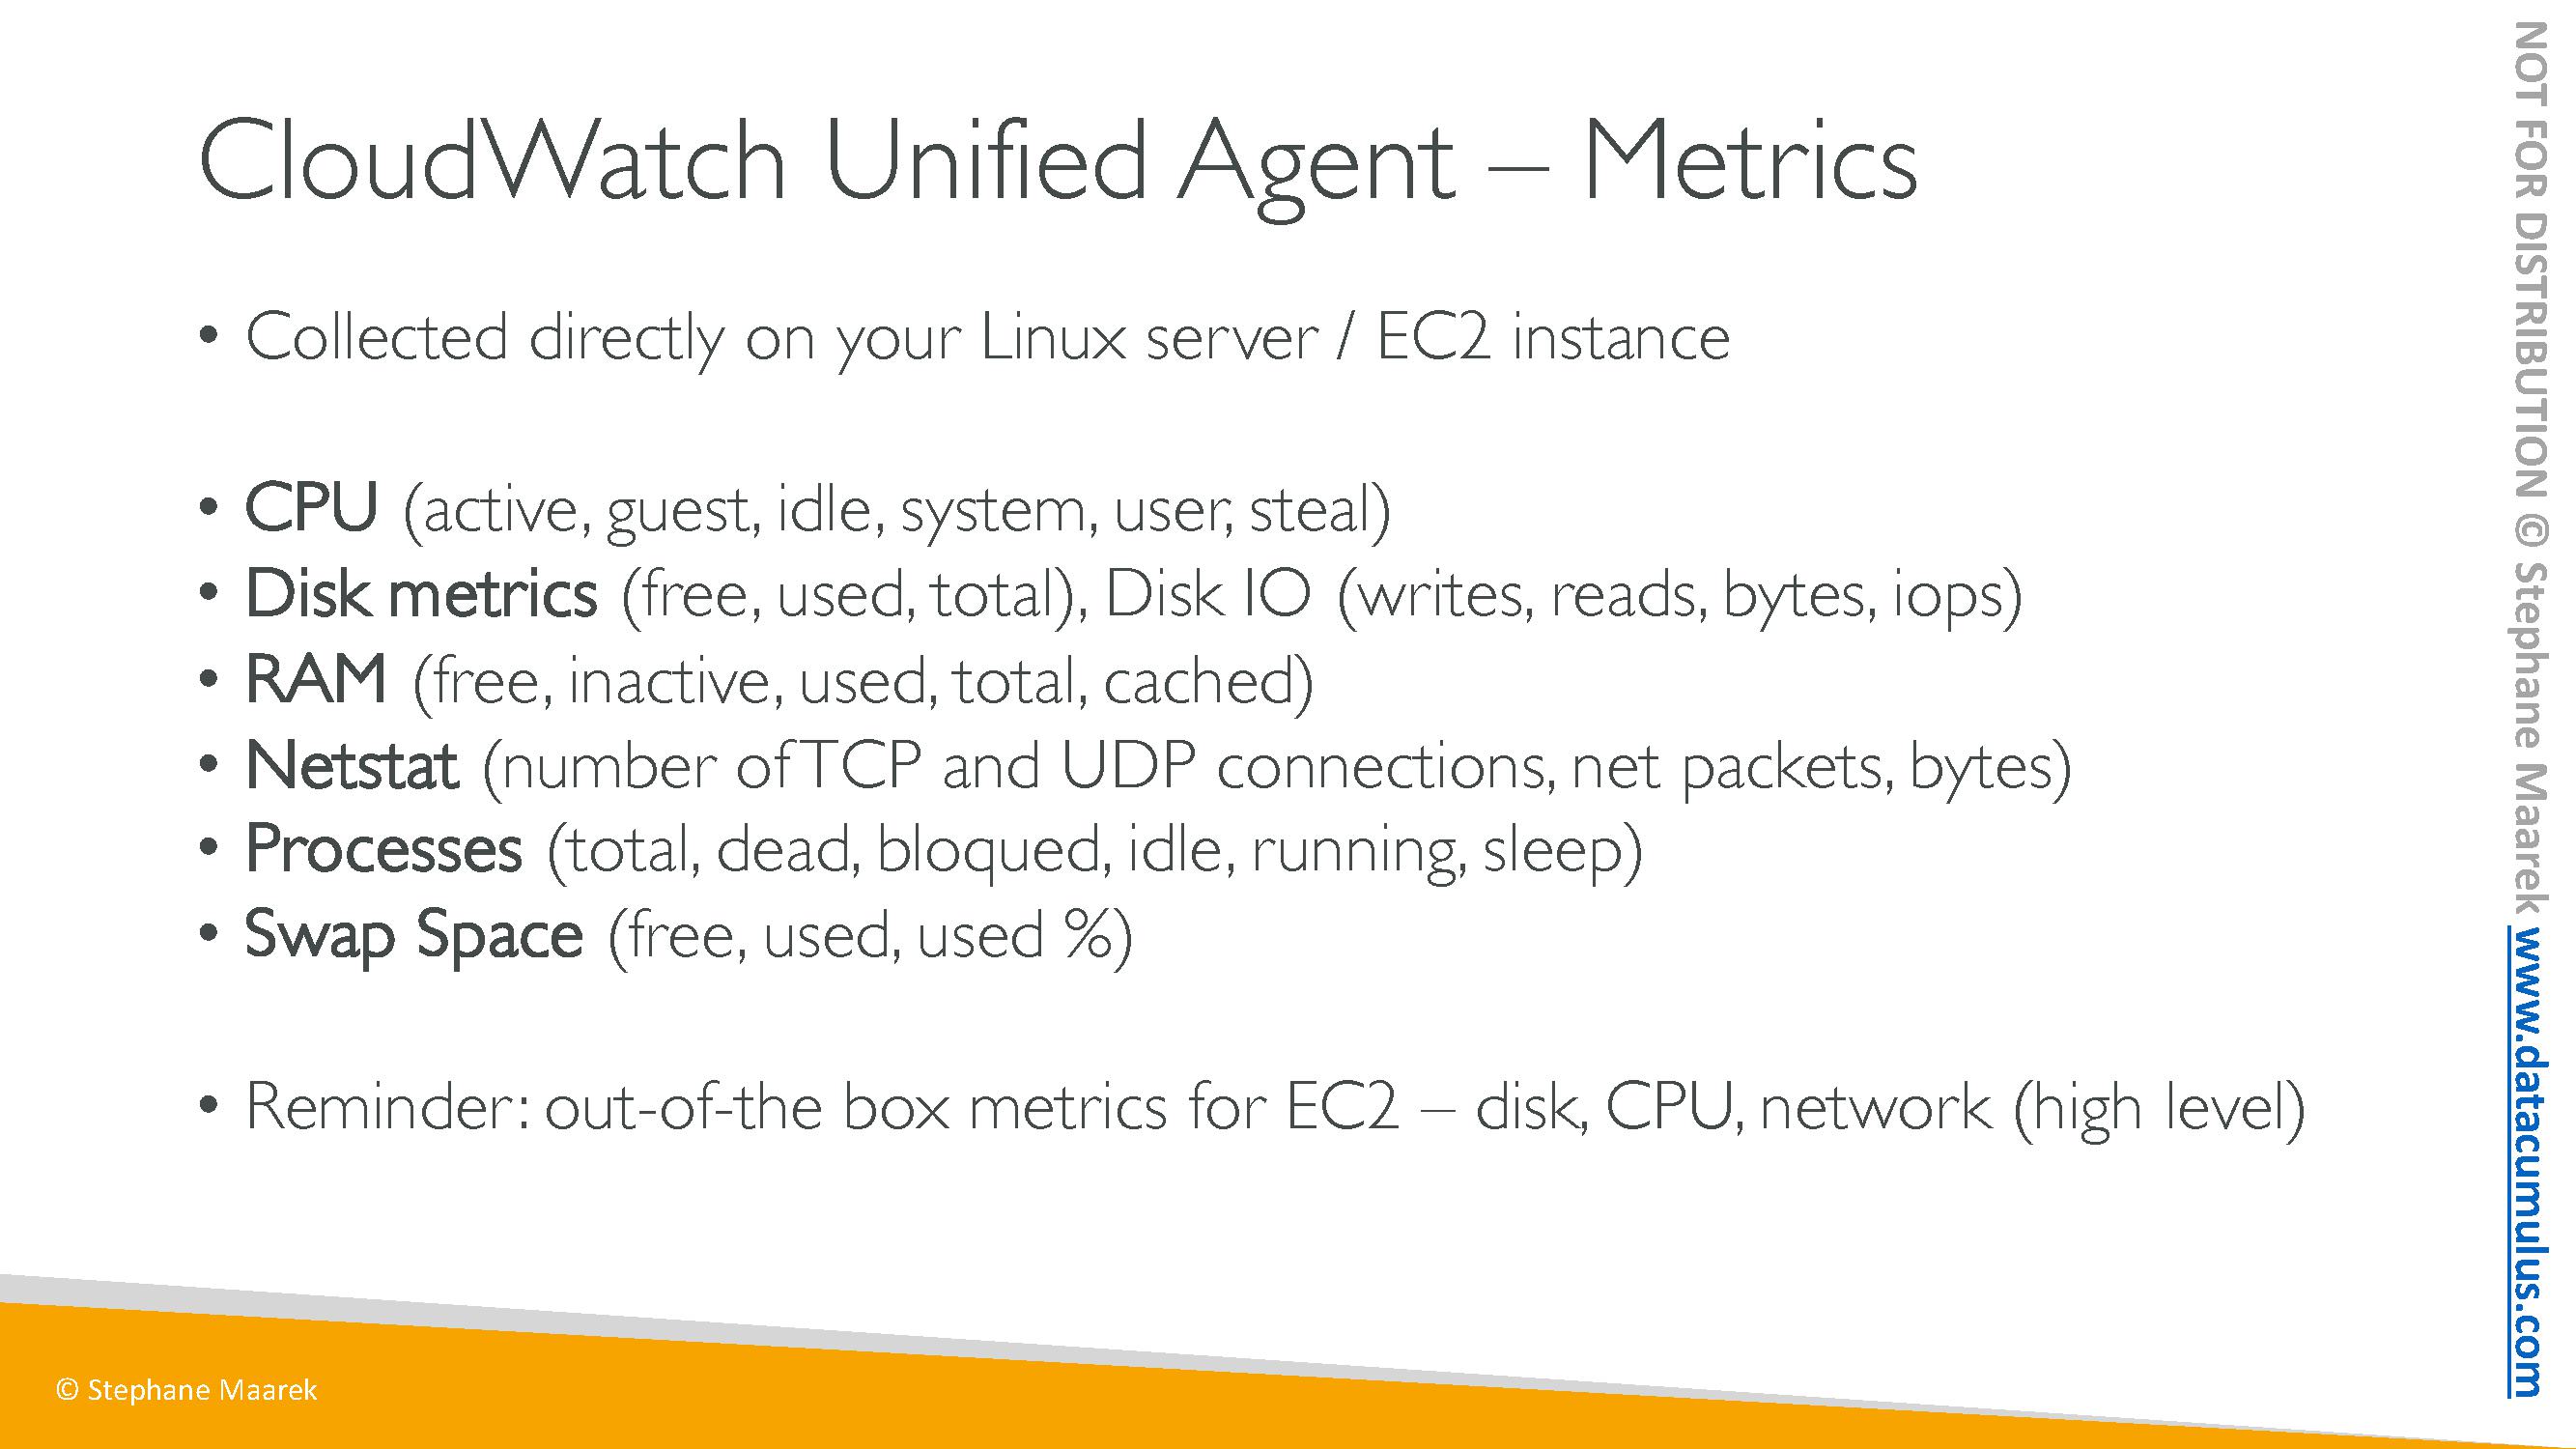 CloudWatch Unified Agent – Metrics
• Collected directly on your Linux server / EC2 instance
• CPU (active, guest, idle, system, user, steal)
• Disk metrics (free, used, total), Disk IO (writes, reads, bytes, iops)
• RAM (free, inactive, used, total, cached)
• Netstat (number of TCP and UDP connections, net packets, bytes)
• Processes (total, dead, bloqued, idle, running, sleep)
• Swap Space (free, used, used %)
• Reminder: out-of-the box metrics for EC2 – disk, CPU, network (high level)
© Stephane Maarek
NOT FOR DISTRIBUTION © Stephane Maarek www.datacumulus.com